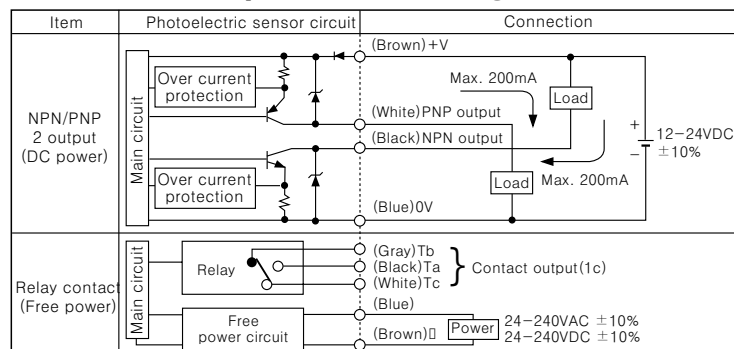 Item
Photoelectric sensor circuit
Connection
NPN/PNP
2 output
(DC power)
Main circuit
Over current
protection
Over current
protection
(Brown)+V
(White)PNP output
(Black)NPN output
(Blue)0V
Max. 200mA
Load
Load
Max. 200mA
+
−
12−24VDC
±10%
Relay contact
(Free power)
Main circuit
Relay
Free
power circuit
(Gray)Tb
(Black)Ta
(White)Tc
Contact output(1c)
(Blue)
(Brown)▯
Power
24−240VAC ±10%
24−240VDC ±10%